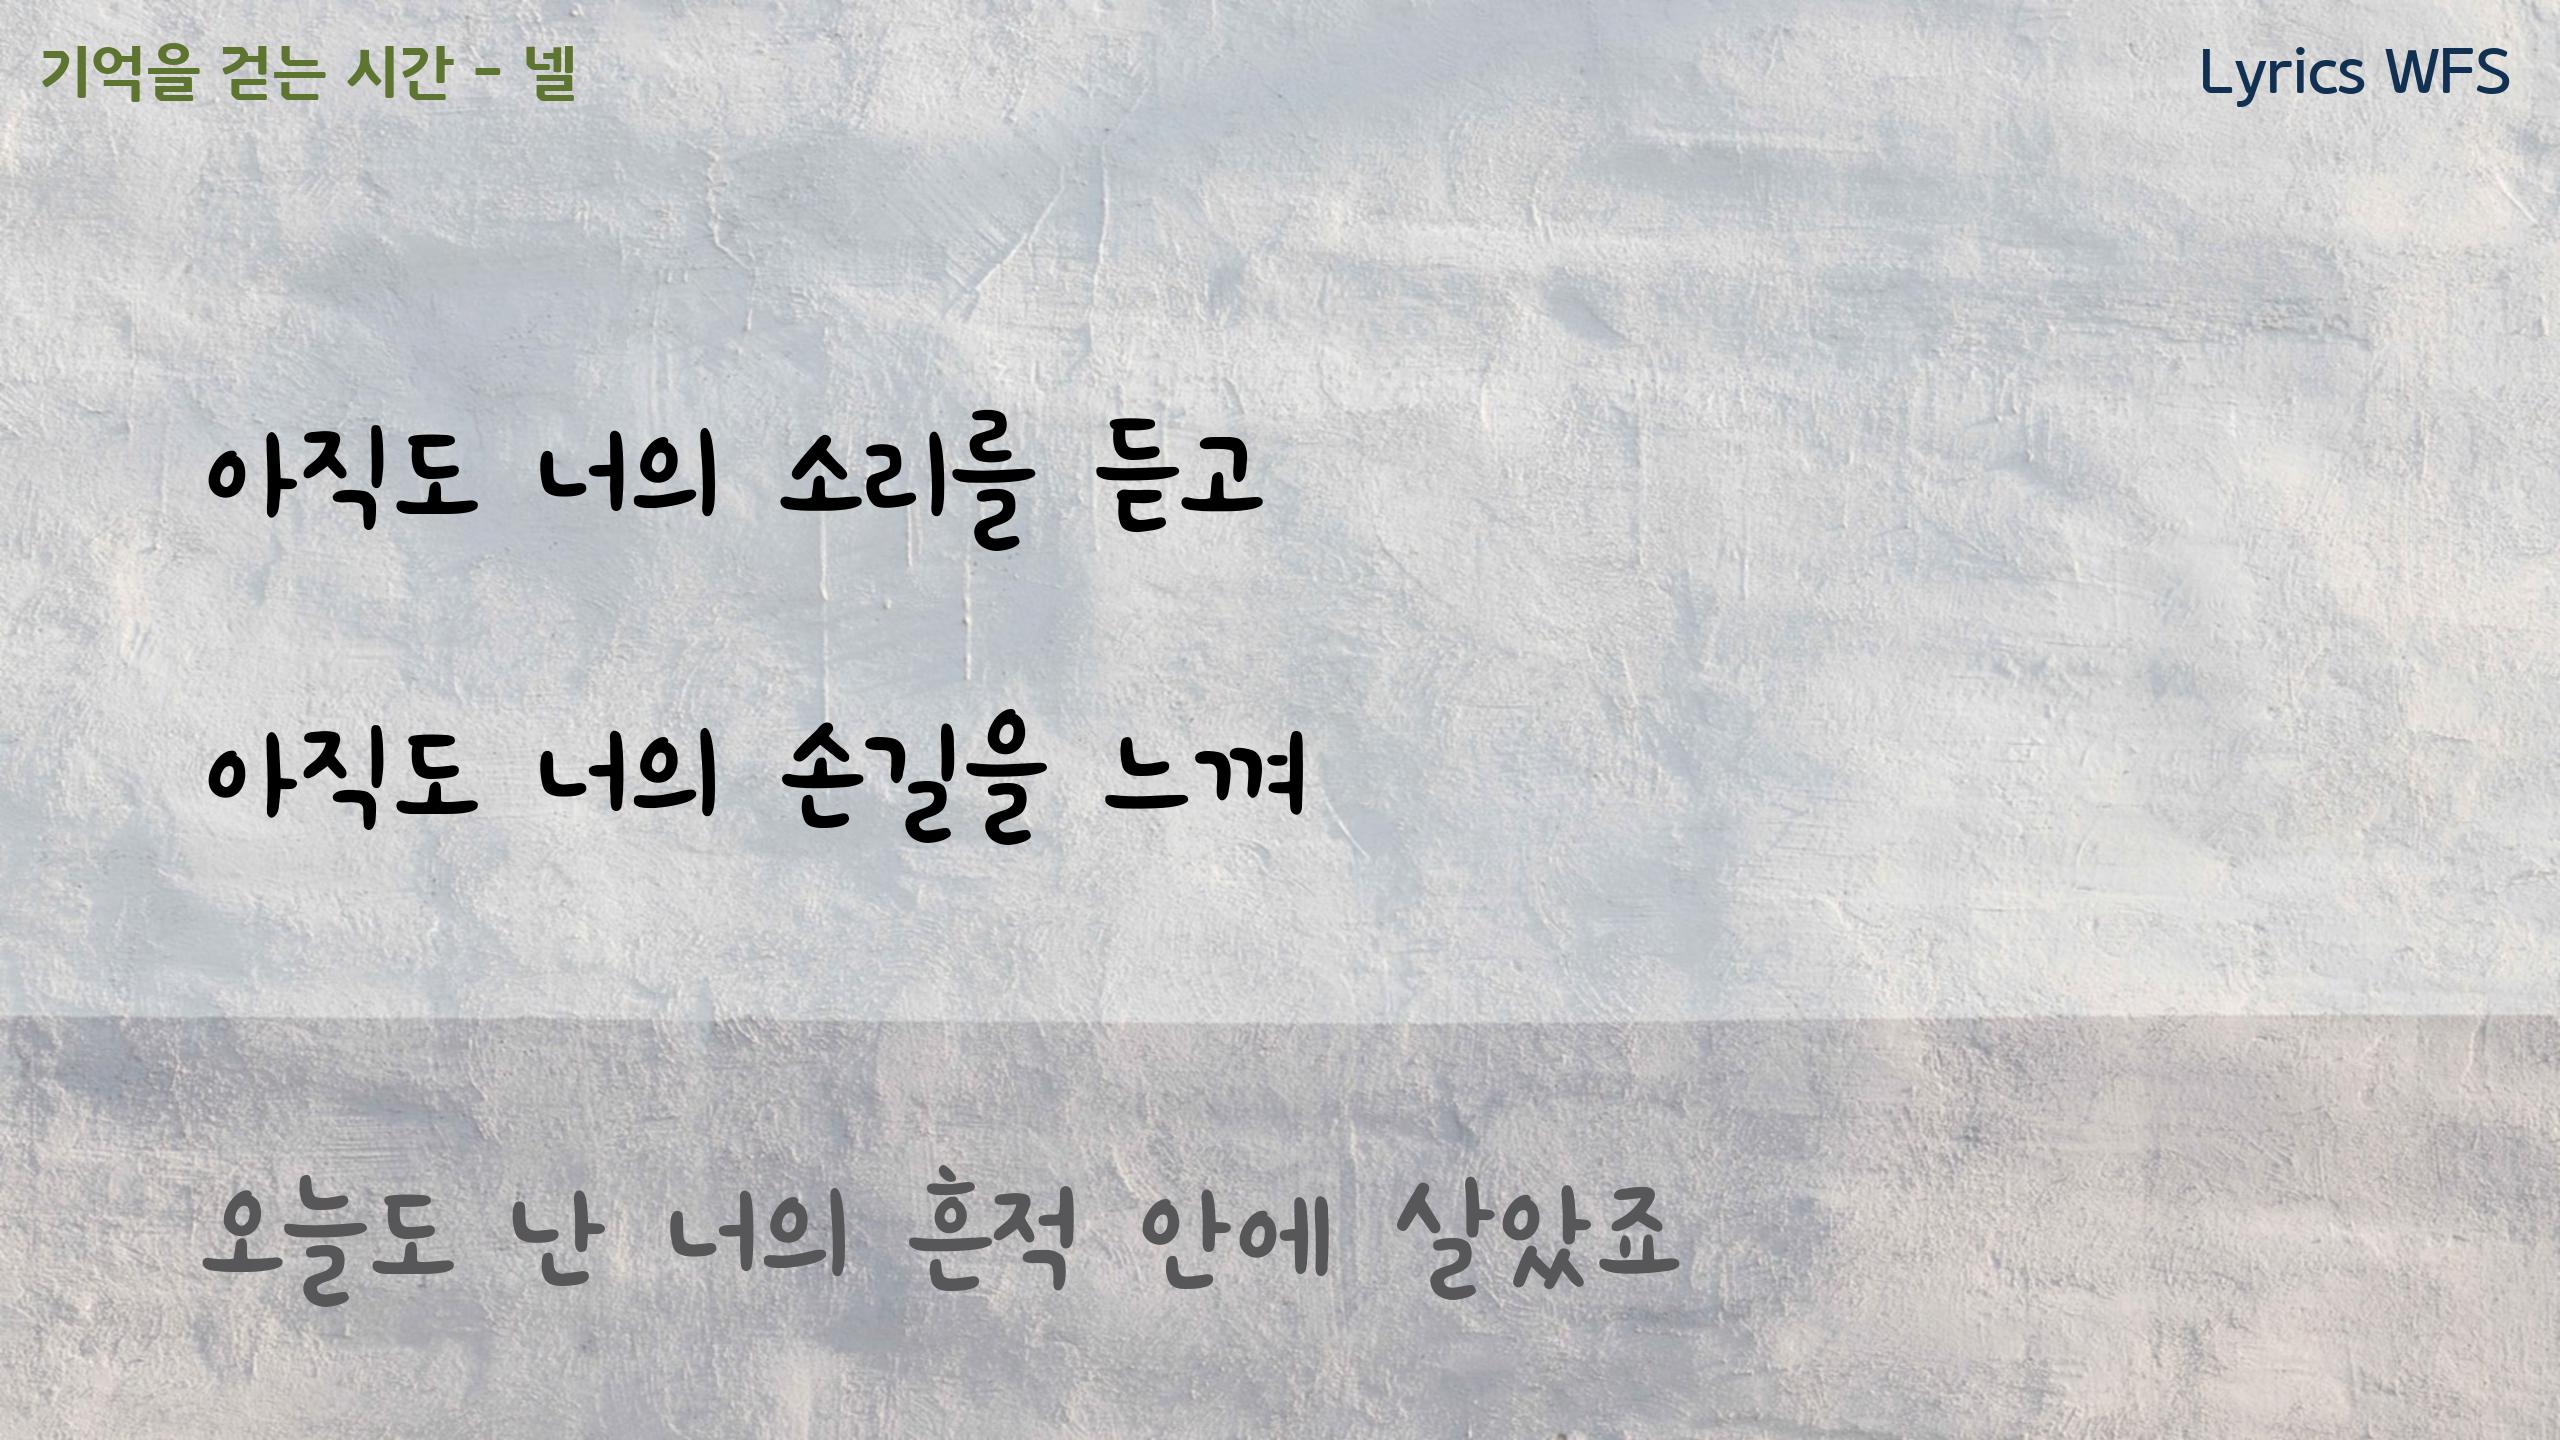 기억을 걷는 시간 - 넬
Lyrics WFS
아직도 너의 소리를 듣고
아직도 너의 손길을 느껴
오늘도 난 너의 흔적 안에 살았죠